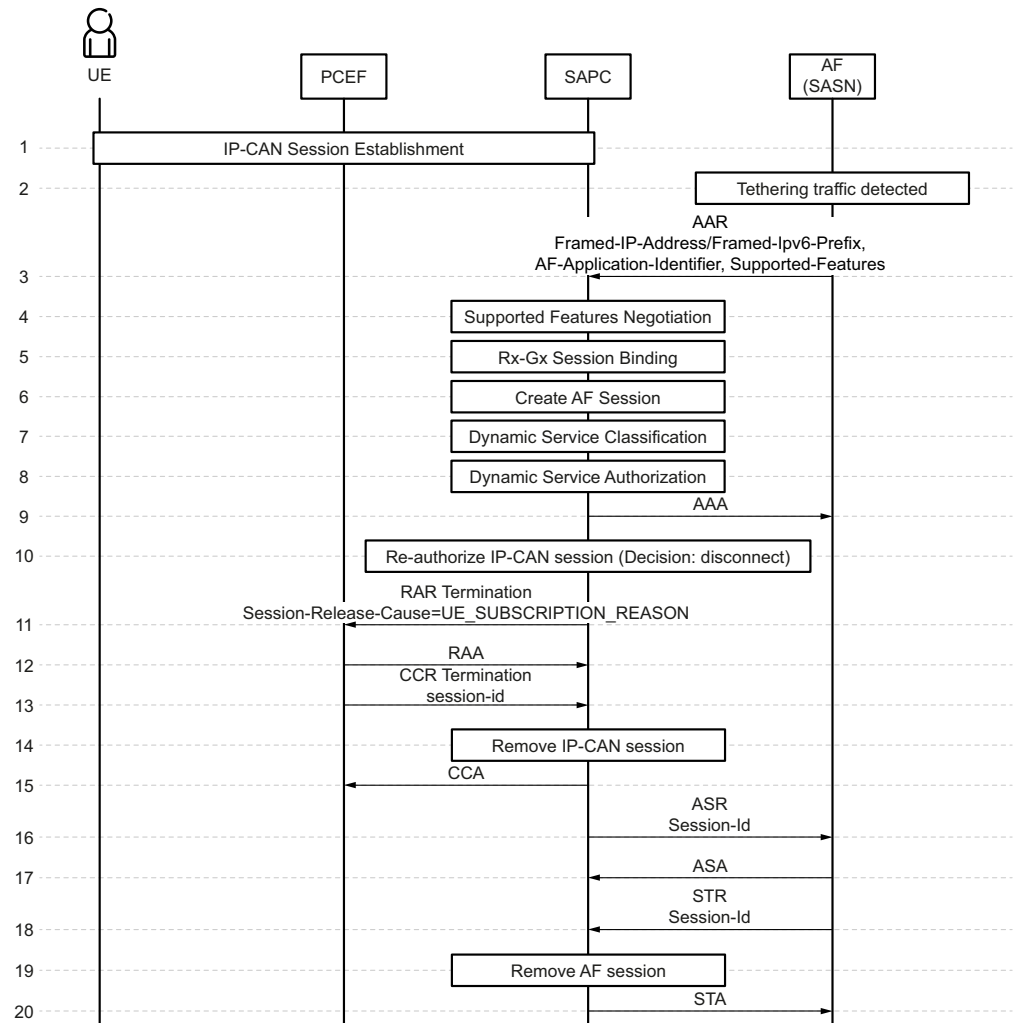 UE
PCEF
SAPC
AF
(SASN)
1
IP-CAN Session Establishment
2
Tethering traffic detected
AAR
Framed-IP-Address/Framed-Ipv6-Prefix,
AF-Application-Identifier, Supported-Features
3
4
Supported Features Negotiation
5
Rx-Gx Session Binding
6
Create AF Session
7
Dynamic Service Classification
8
Dynamic Service Authorization
AAA
9
10
Re-authorize IP-CAN session (Decision: disconnect)
RAR Termination
Session-Release-Cause=UE_SUBSCRIPTION_REASON
11
RAA
12
CCR Termination
session-id
13
14
Remove IP-CAN session
CCA
15
ASR
Session-Id
16
ASA
17
STR
Session-Id
18
19
Remove AF session
STA
20